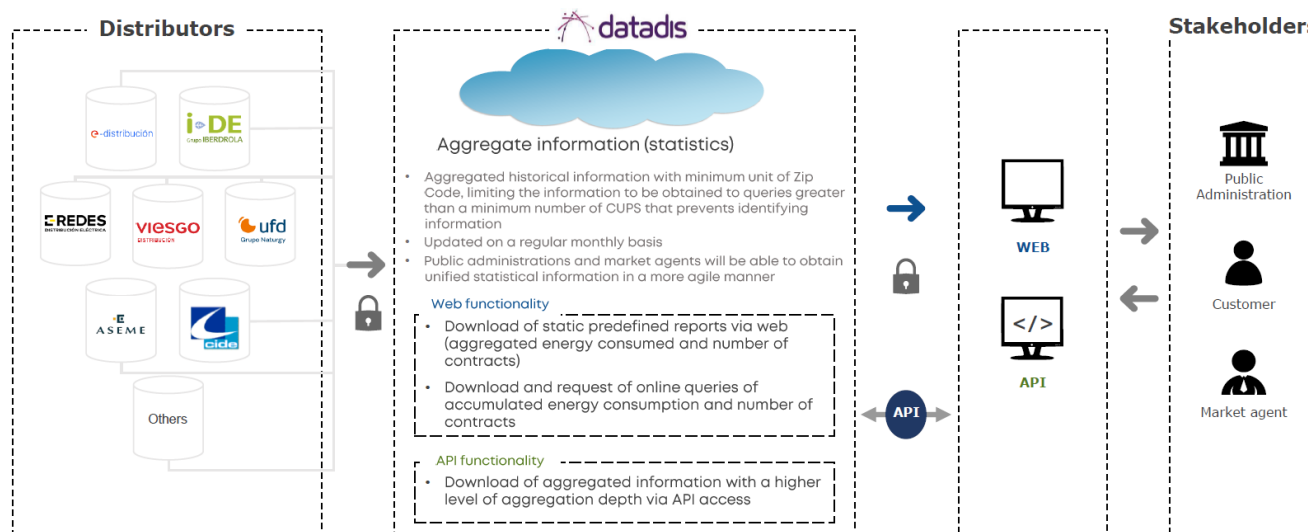 Distributors
datadis
Stakeholders
e-distribución
i-DE
Grupo IBERDROLA
E-REDES
DISTRIBUCIÓN ELÉCTRICA
viesgo
DISTRIBUCIÓN
ufd
Grupo Naturgy
E
ASEME
cide
Others
Aggregate information (statistics)
• Aggregated historical information with minimum unit of Zip
Code, limiting the information to be obtained to queries greater
than a minimum number of CUPS that prevents identifying
information
• Updated on a regular monthly basis
• Public administrations and market agents will be able to obtain
unified statistical information in a more agile manner
Web functionality
• Download of static predefined reports via web
(aggregated energy consumed and number of
contracts)
• Download and request of online queries of
accumulated energy consumption and number of
contracts
API functionality
• Download of aggregated information with a higher
level of aggregation depth via API access
API
WEB
</>
API
Public
Administration
Customer
Market agent